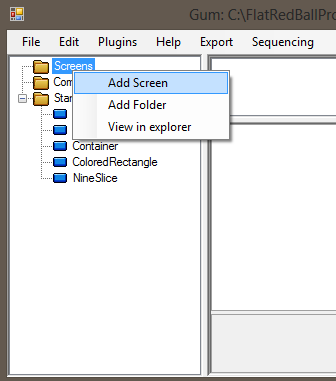 Gum: C:\FlatRedBallPro
File Edit Plugins Help Export Sequencing
Screens
Add Screen
Com
Add Folder
Stan
View in explorer
Container
ColoredRectangle
NineSlice